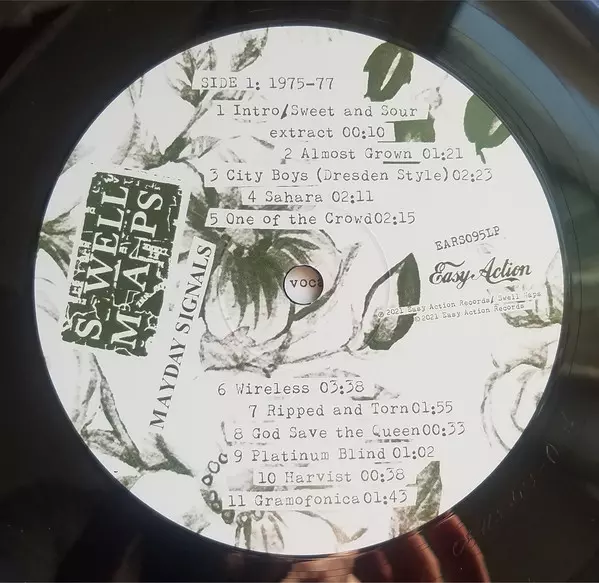 SIDE 1: 1975-77
1 Intro/Sweet and Sour
extract 00:10
2 Almost Grown 01:21
3 City Boys (Dresden Style) 02:23
4 Sahara 02:11
5 One of the Crowd 02:15
SWELL
MAPS
MAYDAY SIGNALS
EARS095LP
Easy Action
℗ 2021 Easy Action Records/ Swell Maps
© 2021 Easy Action Records
6 Wireless 03:38
7 Ripped and Torn 01:55
8 God Save the Queen 00:33
9 Platinum Blind 01:02
10 Harvist 00:38
11 Gramofonica 01:43